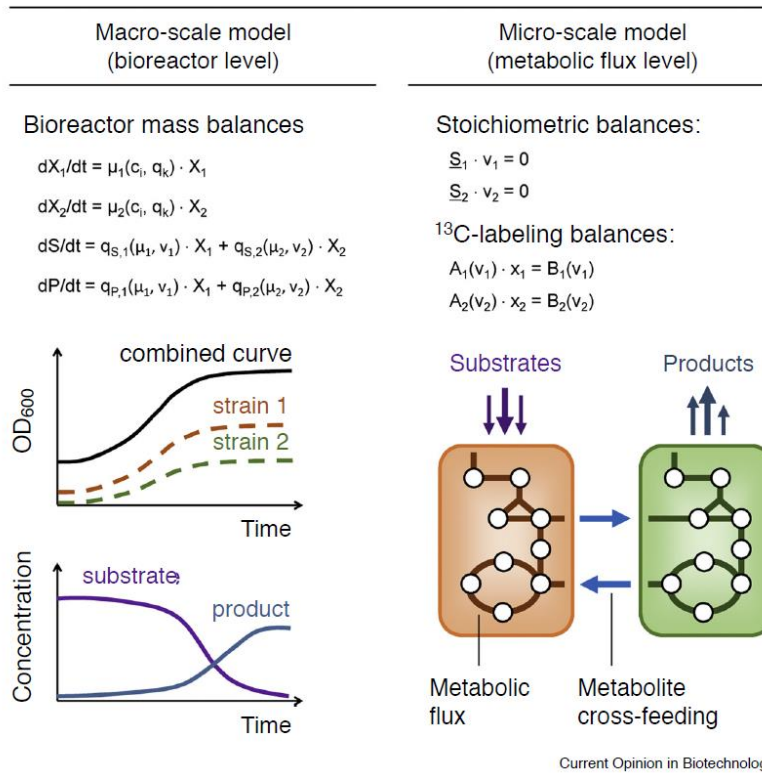 Macro-scale model
(bioreactor level)
Bioreactor mass balances
dX₁/dt = μ₁(cᵢ, qₖ) · X₁
dX₂/dt = μ₂(cᵢ, qₖ) · X₂
dS/dt = q_S,1(μ₁, v₁) · X₁ + q_S,2(μ₂, v₂) · X₂
dP/dt = q_P,1(μ₁, v₁) · X₁ + q_P,2(μ₂, v₂) · X₂
OD₆₀₀
combined curve
strain 1
strain 2
Time
Concentration
substrate;
product
Time
Micro-scale model
(metabolic flux level)
Stoichiometric balances:
S₁ · v₁ = 0
S₂ · v₂ = 0
¹³C-labeling balances:
A₁(v₁) · x₁ = B₁(v₁)
A₂(v₂) · x₂ = B₂(v₂)
Substrates
Products
Metabolic
flux
Metabolite
cross-feeding
Current Opinion in Biotechnolog